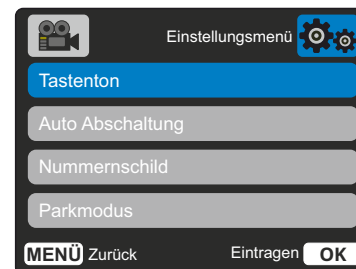 Einstellungsmenü
Tastenton
Auto Abschaltung
Nummernschild
Parkmodus
MENÜ Zurück Eintragen OK